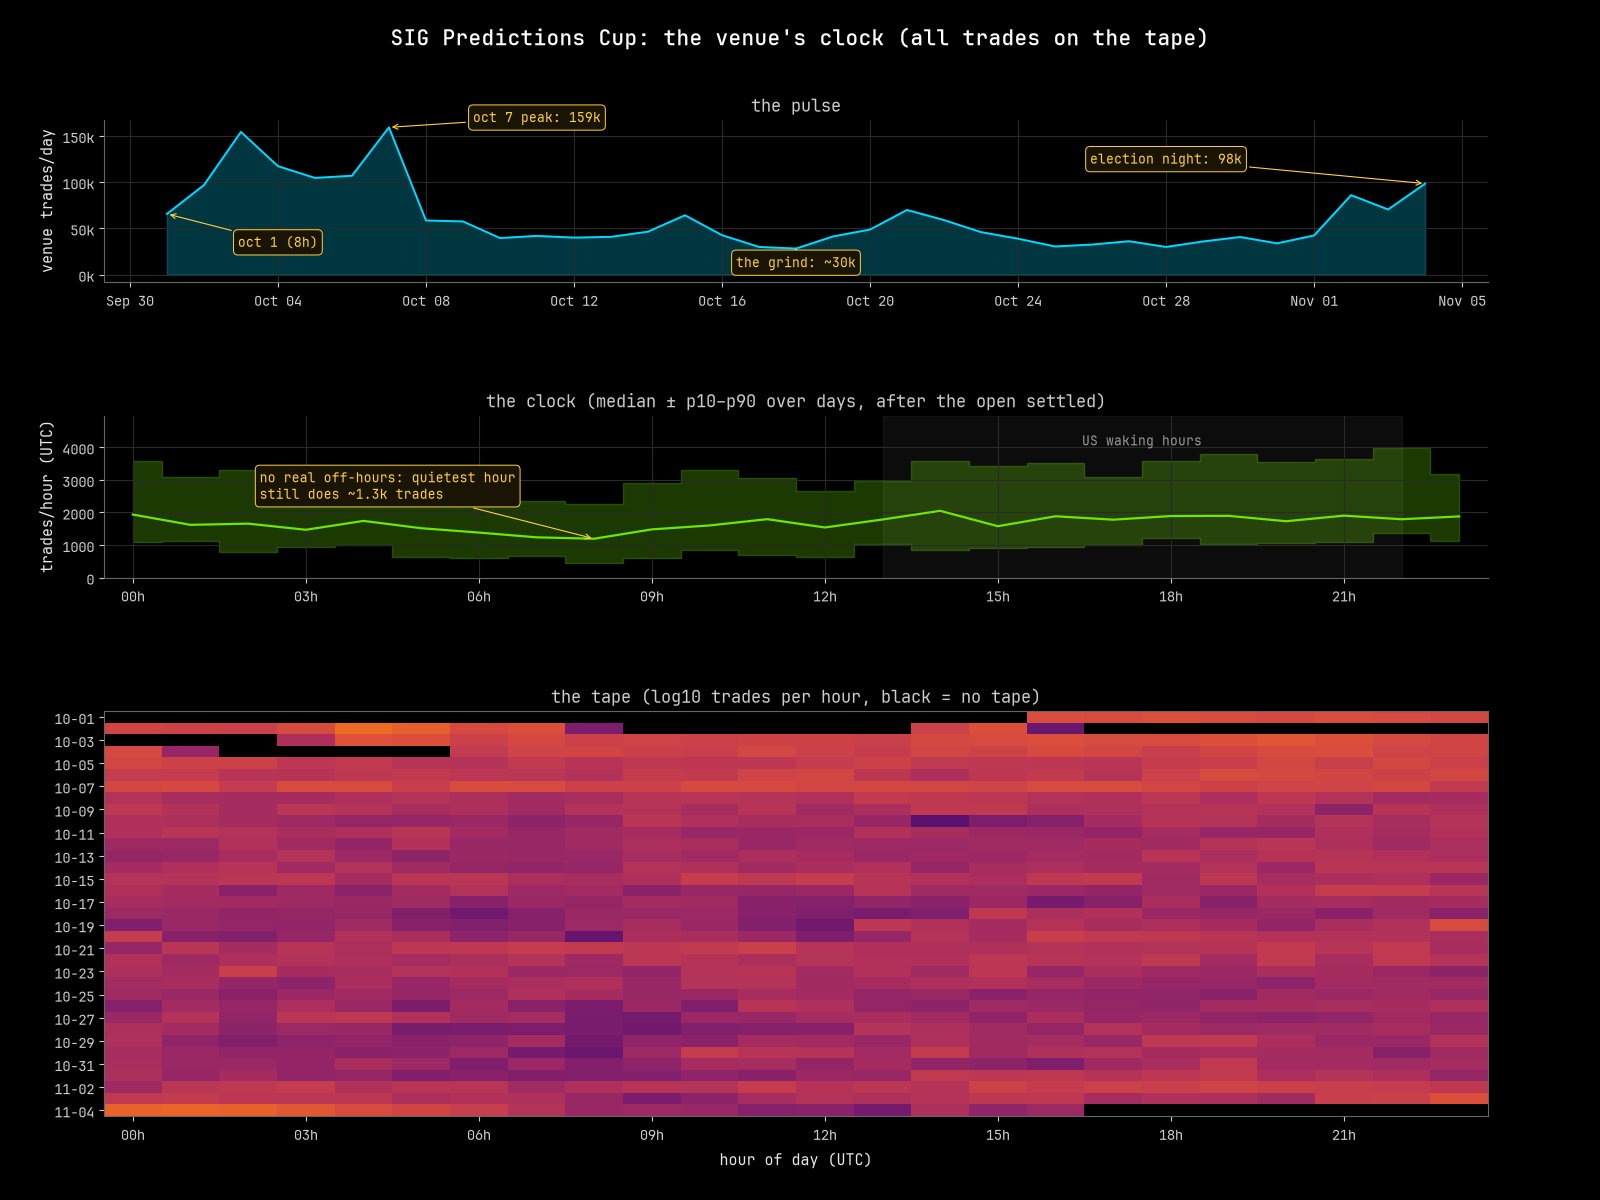 SIG Predictions Cup: the venue's clock (all trades on the tape)
the pulse
venue trades/day
150k
100k
50k
0k
oct 7 peak: 159k
election night: 98k
oct 1 (8h)
the grind: ~30k
Sep 30
Oct 04
Oct 08
Oct 12
Oct 16
Oct 20
Oct 24
Oct 28
Nov 01
Nov 05
the clock (median ± p10–p90 over days, after the open settled)
trades/hour (UTC)
4000
3000
2000
1000
0
US waking hours
no real off-hours: quietest hour
still does ~1.3k trades
00h
03h
06h
09h
12h
15h
18h
21h
the tape (log10 trades per hour, black = no tape)
10-01
10-03
10-05
10-07
10-09
10-11
10-13
10-15
10-17
10-19
10-21
10-23
10-25
10-27
10-29
10-31
11-02
11-04
00h
03h
06h
09h
12h
15h
18h
21h
hour of day (UTC)